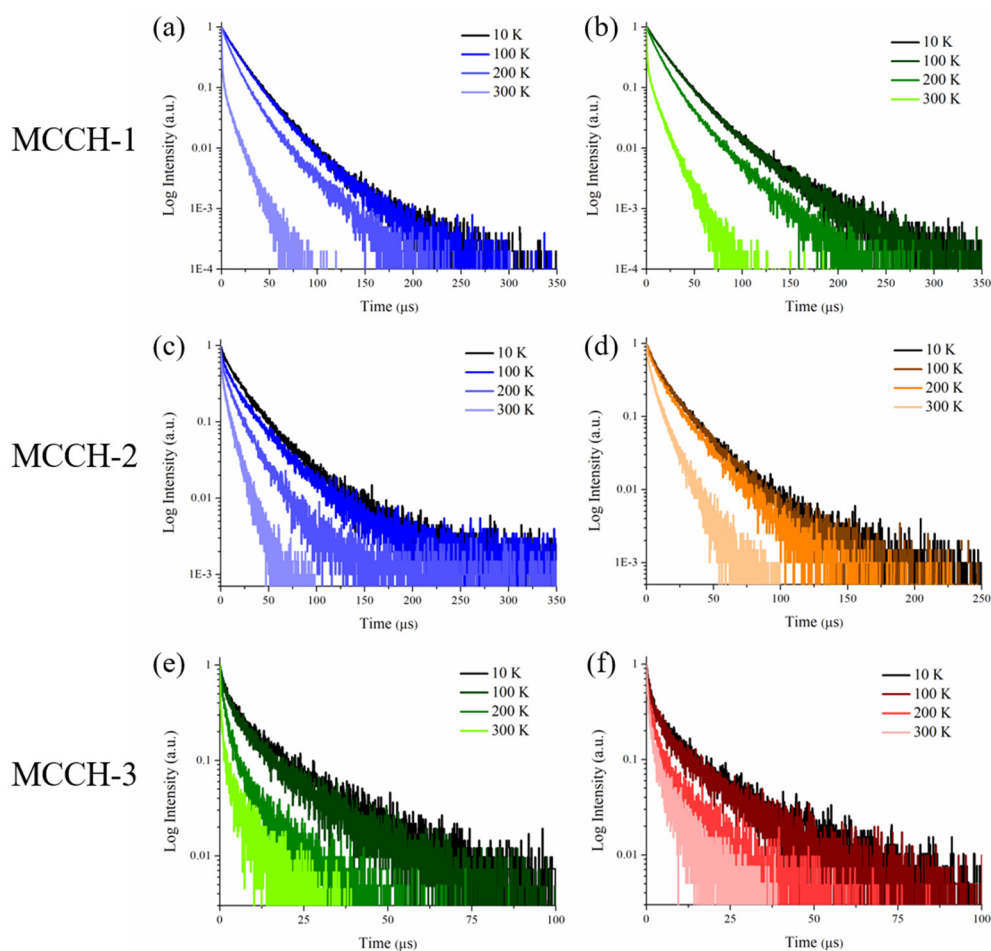 MCCH-1
(a)
Log Intensity (a.u.)
1
0.1
0.01
1E-3
1E-4
10 K
100 K
200 K
300 K
0 50 100 150 200 250 300 350
Time (μs)
(b)
Log Intensity (a.u.)
1
0.1
0.01
1E-3
1E-4
10 K
100 K
200 K
300 K
0 50 100 150 200 250 300 350
Time (μs)
MCCH-2
(c)
Log Intensity (a.u.)
1
0.1
0.01
1E-3
10 K
100 K
200 K
300 K
0 50 100 150 200 250 300 350
Time (μs)
(d)
Log Intensity (a.u.)
1
0.1
0.01
1E-3
10 K
100 K
200 K
300 K
0 50 100 150 200 250
Time (μs)
MCCH-3
(e)
Log Intensity (a.u.)
1
0.1
0.01
10 K
100 K
200 K
300 K
0 25 50 75 100
Time (μs)
(f)
Log Intensity (a.u.)
1
0.1
0.01
10 K
100 K
200 K
300 K
0 25 50 75 100
Time (μs)